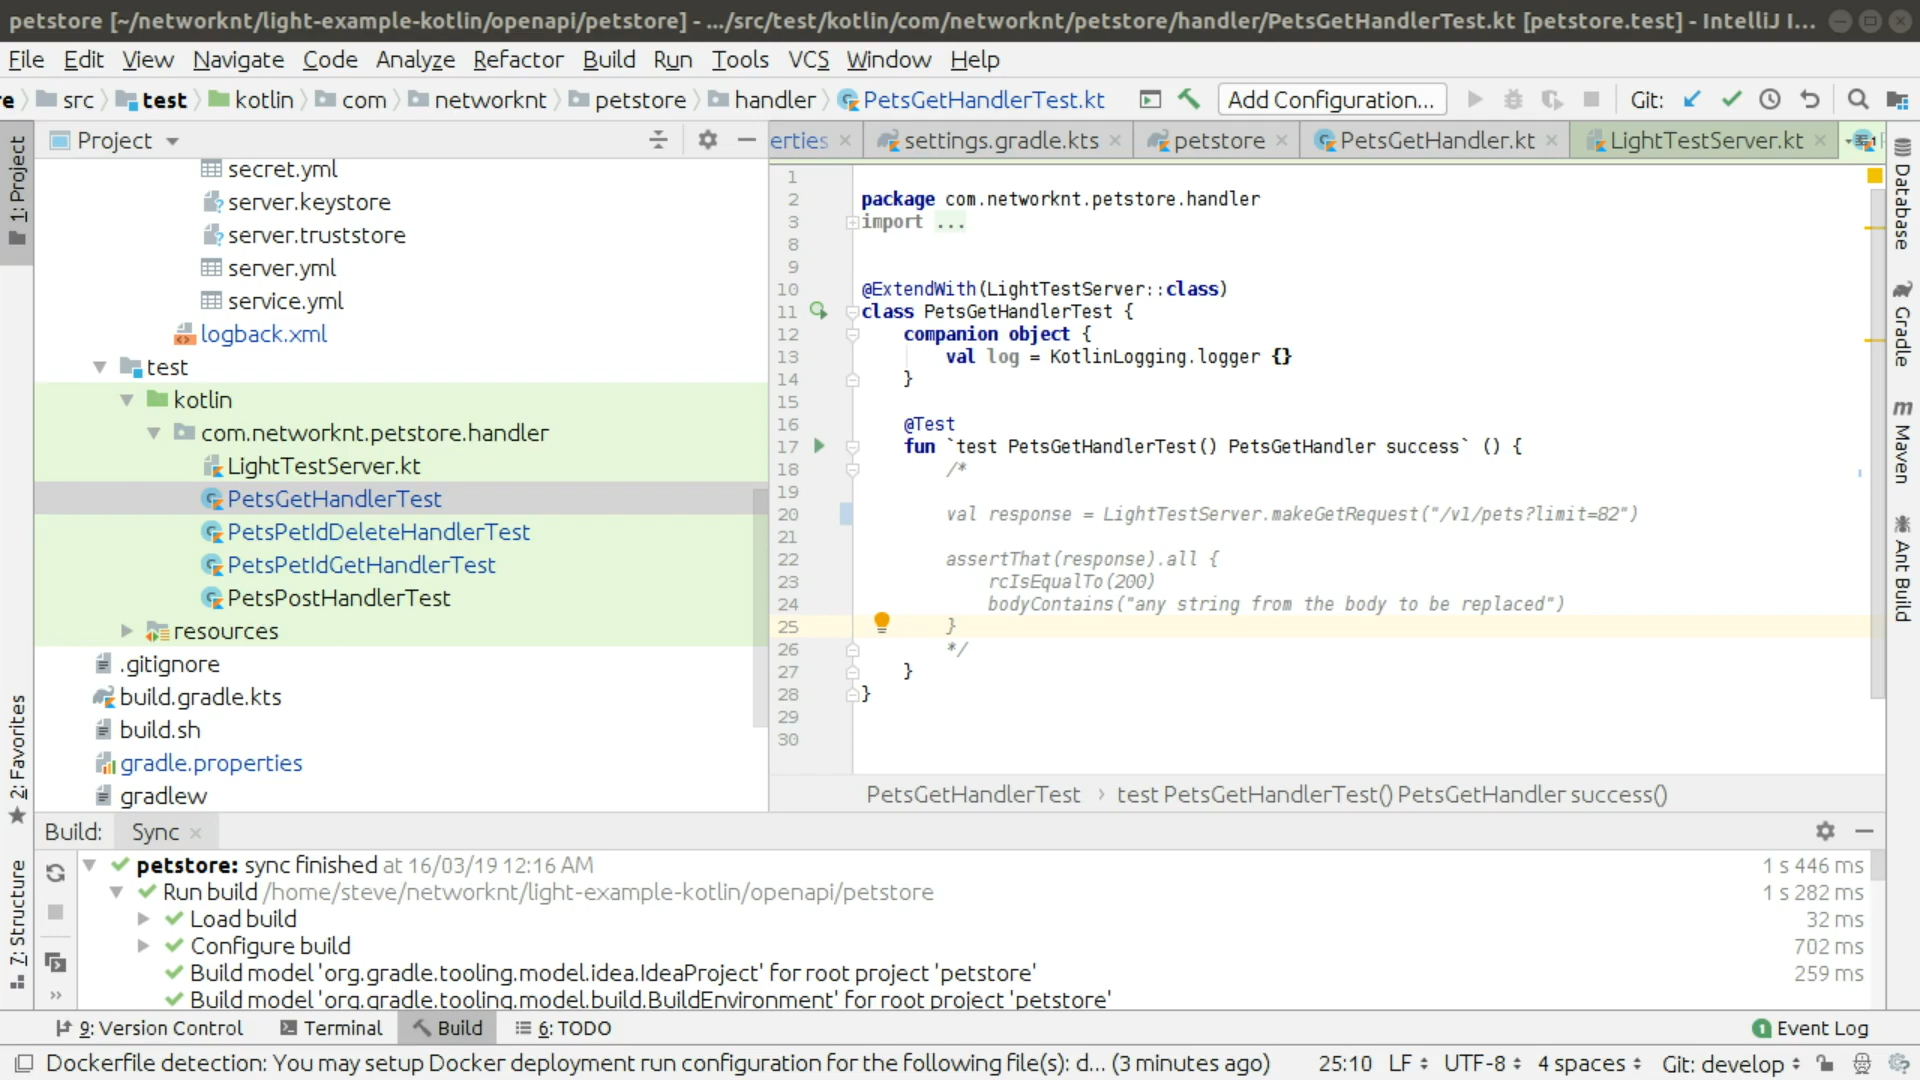 petstore [~/networknt/light-example-kotlin/openapi/petstore] - .../src/test/kotlin/com/networknt/petstore/handler/PetsGetHandlerTest.kt [petstore.test] - IntelliJ I...
File Edit View Navigate Code Analyze Refactor Build Run Tools VCS Window Help
re src test kotlin com networknt petstore handler PetsGetHandlerTest.kt Add Configuration... Git:
Project
erties settings.gradle.kts petstore PetsGetHandler.kt LightTestServer.kt
1: Project
2: Favorites
7: Structure
secret.yml
server.keystore
server.truststore
server.yml
service.yml
logback.xml
test
kotlin
com.networknt.petstore.handler
LightTestServer.kt
PetsGetHandlerTest
PetsPetIdDeleteHandlerTest
PetsPetIdGetHandlerTest
PetsPostHandlerTest
resources
.gitignore
build.gradle.kts
build.sh
gradle.properties
gradlew
1
2 package com.networknt.petstore.handler
3 import ...
8
9
10 @ExtendWith(LightTestServer::class)
11 class PetsGetHandlerTest {
12 companion object {
13 val log = KotlinLogging.logger {}
14 }
15
16 @Test
17 fun `test PetsGetHandlerTest() PetsGetHandler success` () {
18 /*
19
20 val response = LightTestServer.makeGetRequest("/v1/pets?limit=82")
21
22 assertThat(response).all {
23 rcIsEqualTo(200)
24 bodyContains("any string from the body to be replaced")
25 }
26 */
27 }
28 }
29
30
PetsGetHandlerTest › test PetsGetHandlerTest() PetsGetHandler success()
Database
Gradle
Maven
Ant Build
Build: Sync
petstore: sync finished at 16/03/19 12:16 AM 1 s 446 ms
Run build /home/steve/networknt/light-example-kotlin/openapi/petstore 1 s 282 ms
Load build 32 ms
Configure build 702 ms
Build model 'org.gradle.tooling.model.idea.IdeaProject' for root project 'petstore' 259 ms
Build model 'org.gradle.tooling.model.build.BuildEnvironment' for root project 'petstore'
9: Version Control Terminal Build 6: TODO 1 Event Log
Dockerfile detection: You may setup Docker deployment run configuration for the following file(s): d... (3 minutes ago) 25:10 LF UTF-8 4 spaces Git: develop